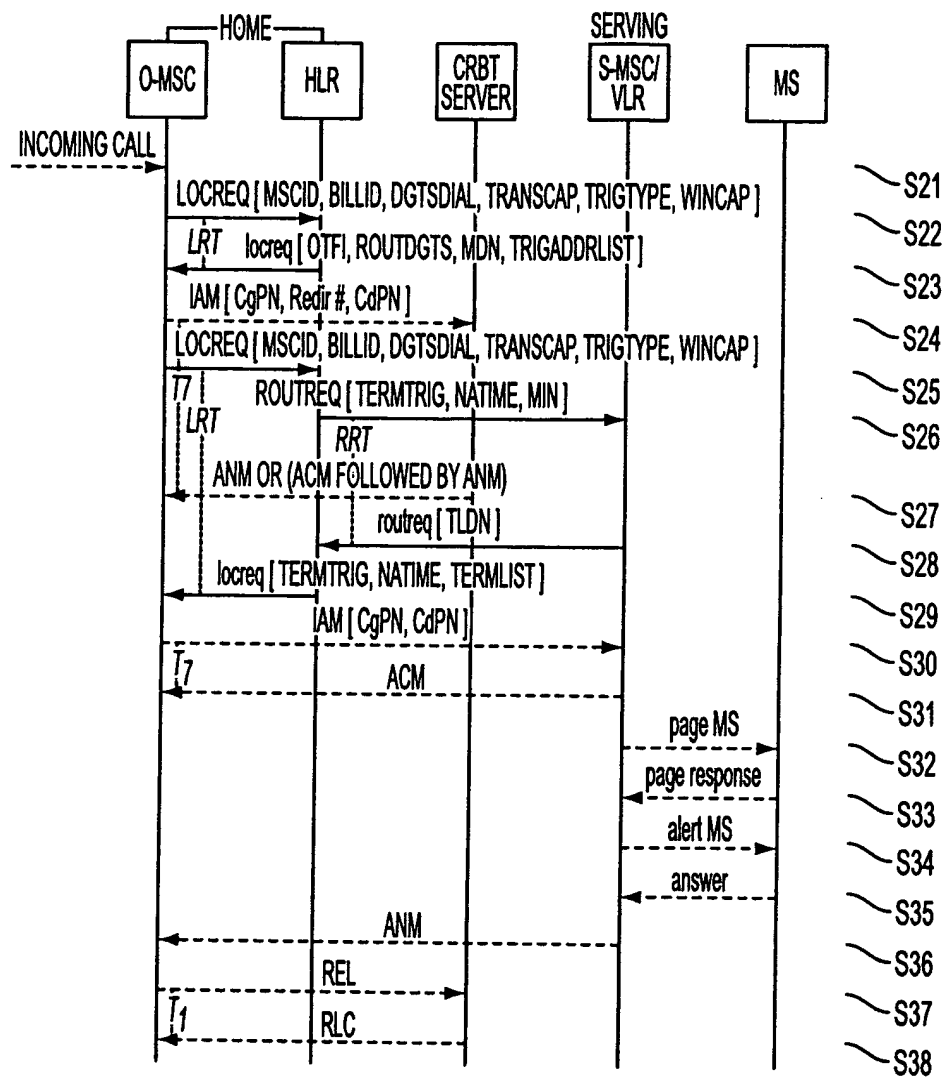 HOME
SERVING
O-MSC
HLR
CRBT
SERVER
S-MSC/
VLR
MS
INCOMING CALL
S21
LOCREQ [ MSCID, BILLID, DGTSDIAL, TRANSCAP, TRIGTYPE, WINCAP ]
S22
LRT
locreq [ OTFI, ROUTDGTS, MDN, TRIGADDRLIST ]
S23
IAM [ CgPN, Redir #, CdPN ]
S24
LOCREQ [ MSCID, BILLID, DGTSDIAL, TRANSCAP, TRIGTYPE, WINCAP ]
S25
T7
ROUTREQ [ TERMTRIG, NATIME, MIN ]
LRT
S26
RRT
ANM OR (ACM FOLLOWED BY ANM)
S27
routreq [ TLDN ]
S28
locreq [ TERMTRIG, NATIME, TERMLIST ]
S29
IAM [ CgPN, CdPN ]
S30
T7
ACM
S31
page MS
S32
page response
S33
alert MS
S34
answer
S35
ANM
S36
REL
S37
T1
RLC
S38